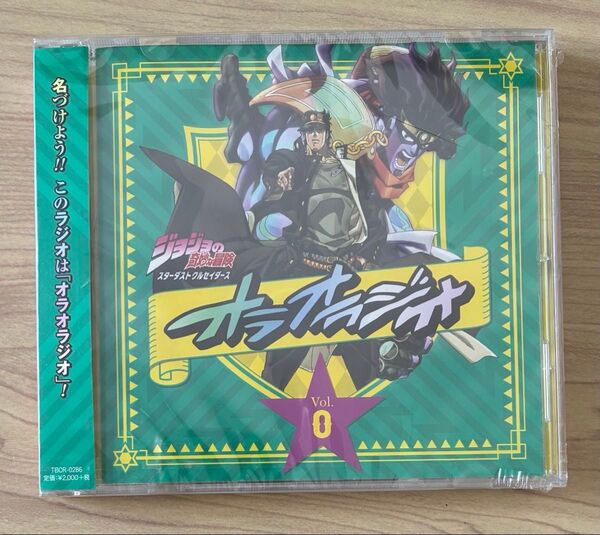 名づけよう!! このラジオは『オラオラジオ』!
TBCR-0286
定価:¥2,000+税
ジョジョの
奇妙な冒険
スターダストクルセイダース
オラオラジオ
Vol.
0